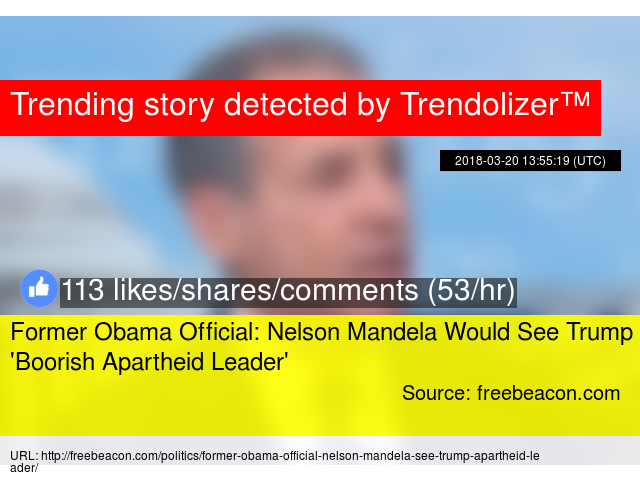 Trending story detected by Trendolizer™
2018-03-20 13:55:19 (UTC)
113 likes/shares/comments (53/hr)
Former Obama Official: Nelson Mandela Would See Trump
'Boorish Apartheid Leader'
Source: freebeacon.com
URL: http://freebeacon.com/politics/former-obama-official-nelson-mandela-see-trump-apartheid-le
ader/